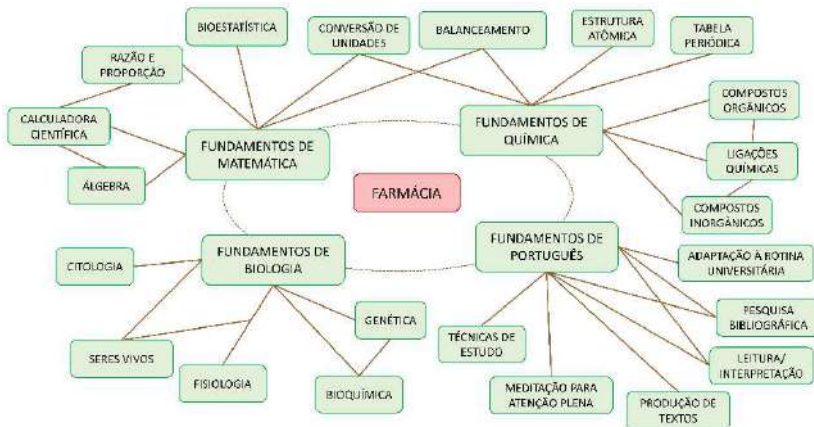 BIOESTATÍSTICA
CONVERSÃO DE
UNIDADES
BALANCEAMENTO
ESTRUTURA
ATÔMICA
TABELA
PERIÓDICA
RAZÃO E
PROPORÇÃO
CALCULADORA
CIENTÍFICA
ÁLGEBRA
FUNDAMENTOS DE
MATEMÁTICA
FUNDAMENTOS DE
QUÍMICA
COMPOSTOS
ORGÂNICOS
LIGAÇÕES
QUÍMICAS
COMPOSTOS
INORGÂNICOS
FARMÁCIA
FUNDAMENTOS DE
BIOLOGIA
FUNDAMENTOS DE
PORTUGUÊS
CITOLOGIA
SERES VIVOS
FISIOLOGIA
GENÉTICA
BIOQUÍMICA
TÉCNICAS
DE ESTUDO
MEDITAÇÃO PARA
ATENÇÃO PLENA
PRODUÇÃO DE
TEXTOS
ADAPTAÇÃO À ROTINA
UNIVERSITÁRIA
PESQUISA
BIBLIOGRÁFICA
LEITURA/
INTERPRETAÇÃO